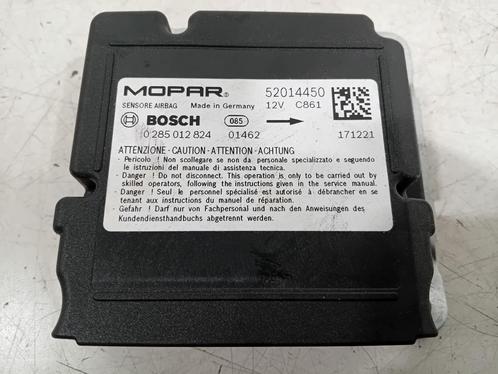 MOPAR® 52014450
SENSORE AIRBAG Made in Germany 12V C861
BOSCH 085 171221
0 285 012 824 01462
ATTENZIONE - CAUTION - ATTENTION - ACHTUNG
- Pericolo ! Non scollegare se non da personale specializzato e seguendo
le istruzioni del manuale di assistenza tecnica.
- Danger ! Do not disconnect. This operation is only to be carried out by
skilled operators, following the instructions given in the service manual.
- Danger ! Seul le personnel spécialisé est autorisé à débrancher en se
tenant aux instructions du manuel de réparation.
- Gefahr ! Darf nur von Fachpersonal und nach den Anweisungen des
Kundendiensthandbuchs abgetrennt werden.